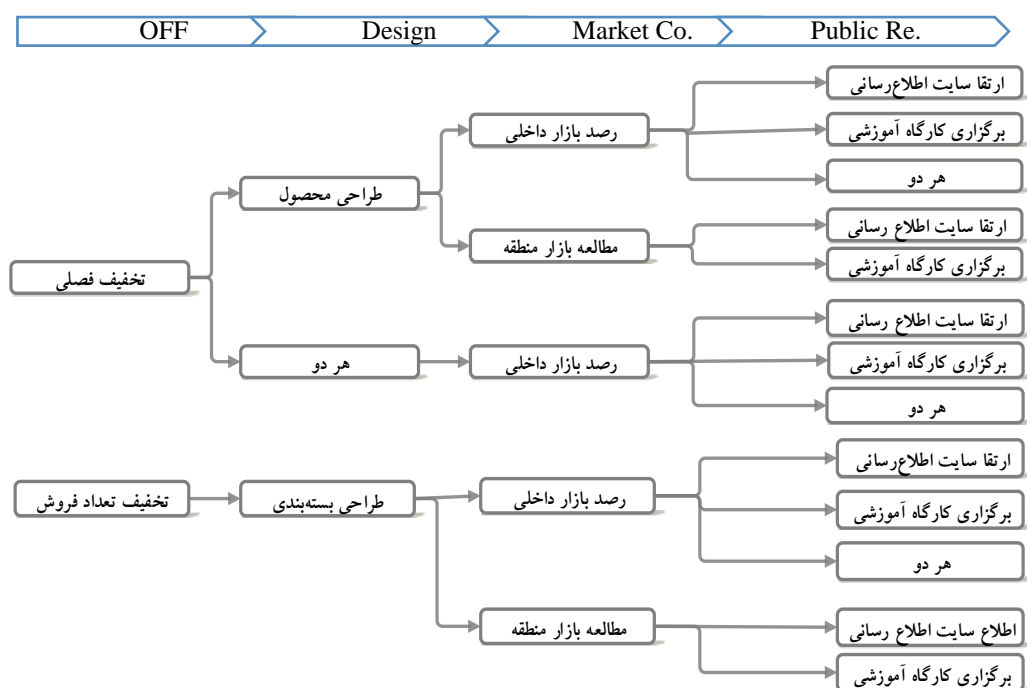 OFF
Design
Market Co.
Public Re.
ارتقا سایت اطلاع‌رسانی
رصد بازار داخلی
برگزاری کارگاه آموزشی
هر دو
طراحی محصول
ارتقا سایت اطلاع رسانی
مطالعه بازار منطقه
برگزاری کارگاه آموزشی
تخفیف فصلی
ارتقا سایت اطلاع رسانی
هر دو
رصد بازار داخلی
برگزاری کارگاه آموزشی
هر دو
ارتقا سایت اطلاع‌رسانی
تخفیف تعداد فروش
طراحی بسته‌بندی
رصد بازار داخلی
برگزاری کارگاه آموزشی
هر دو
مطالعه بازار منطقه
اطلاع سایت اطلاع رسانی
برگزاری کارگاه آموزشی